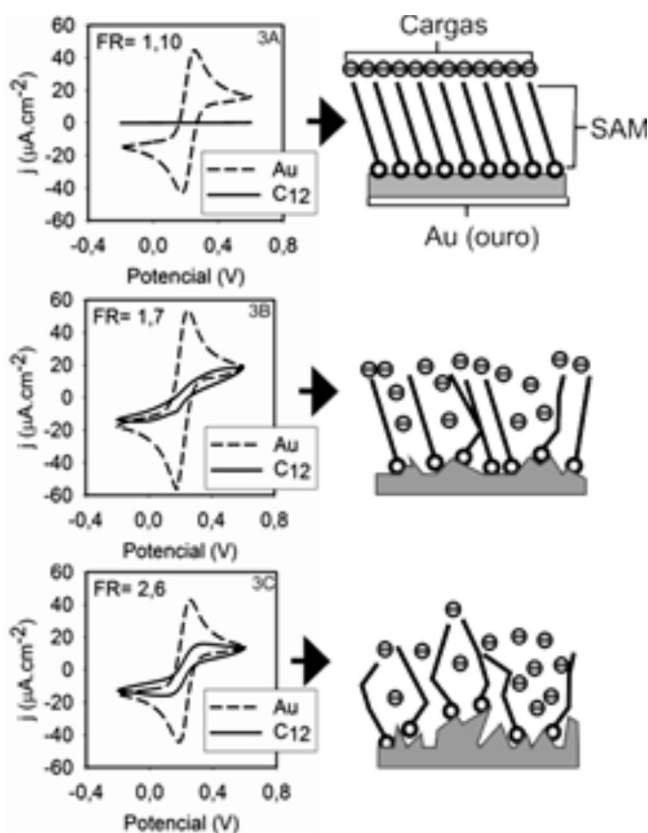 FR= 1,10
3A
60
40
20
0
-20
-40
-60
j (µA.cm⁻²)
Au
C12
-0,4 0,0 0,4 0,8
Potencial (V)
Cargas
SAM
Au (ouro)
FR= 1,7
3B
60
40
20
0
-20
-40
-60
j (µA.cm⁻²)
Au
C12
-0,4 0,0 0,4 0,8
Potencial (V)
FR= 2,6
3C
60
40
20
0
-20
-40
-60
j (µA.cm⁻²)
Au
C12
-0,4 0,0 0,4 0,8
Potencial (V)